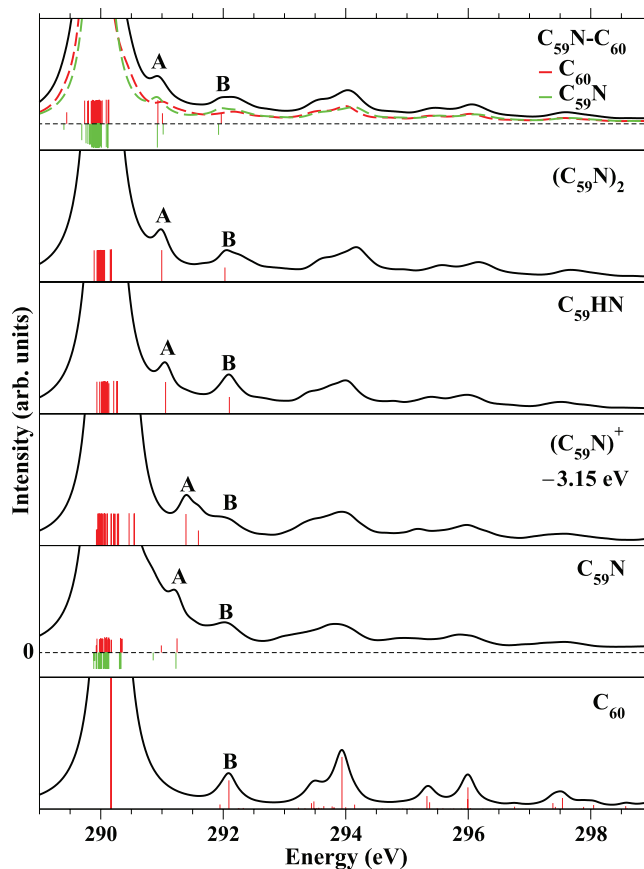 C₅₉N-C₆₀
A
C₆₀
B
C₅₉N
(C₅₉N)₂
A
B
C₅₉HN
A
B
(C₅₉N)⁺
−3.15 eV
A
B
C₅₉N
A
B
0
C₆₀
B
290 292 294 296 298
Energy (eV)
Intensity (arb. units)